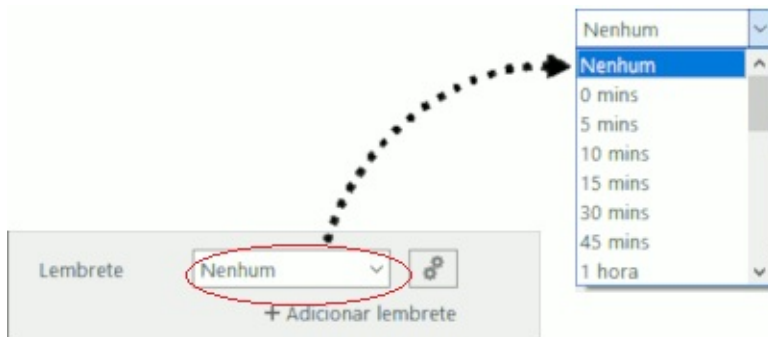 Nenhum
Nenhum
0 mins
5 mins
10 mins
15 mins
30 mins
45 mins
1 hora
Lembrete Nenhum
+ Adicionar lembrete